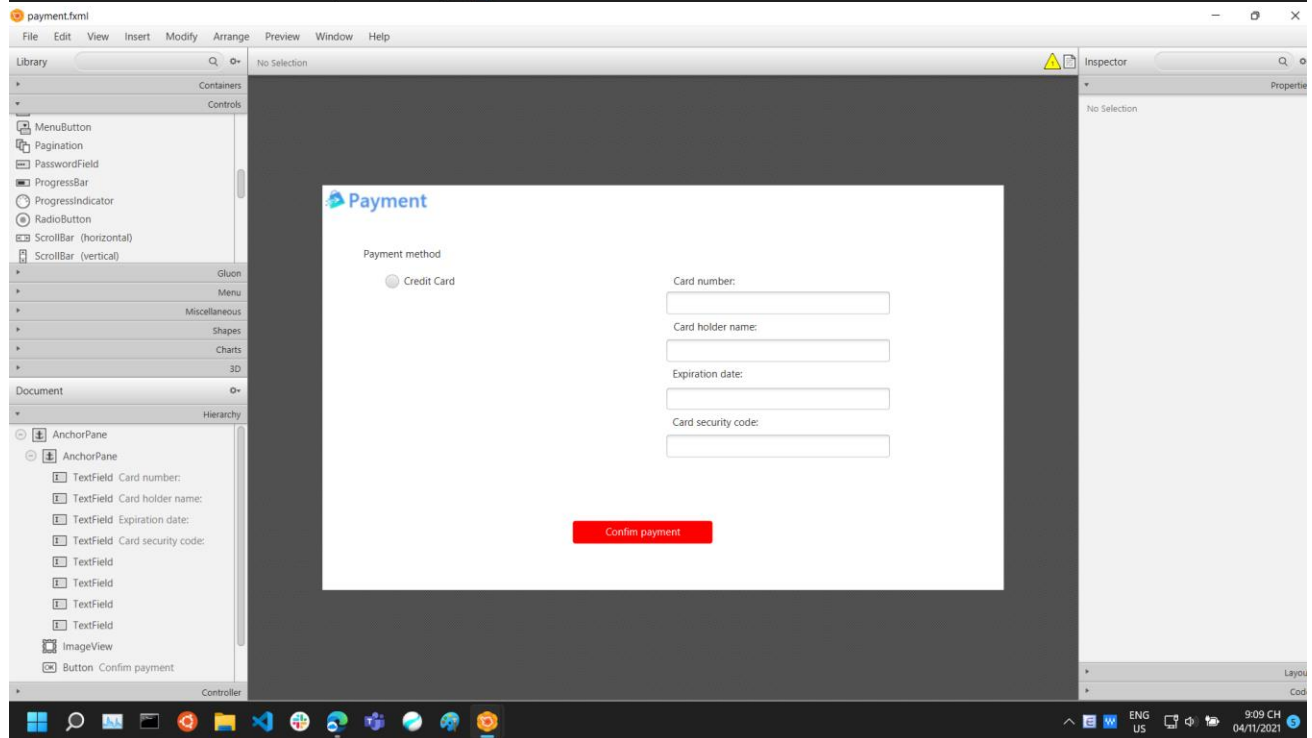 payment.fxml
File Edit View Insert Modify Arrange Preview Window Help
Library
No Selection
Inspector
Containers
Controls
MenuButton
Pagination
PasswordField
ProgressBar
ProgressIndicator
RadioButton
ScrollBar (horizontal)
ScrollBar (vertical)
Gluon
Menu
Miscellaneous
Shapes
Charts
3D
Document
Hierarchy
AnchorPane
AnchorPane
TextField Card number:
TextField Card holder name:
TextField Expiration date:
TextField Card security code:
TextField
TextField
TextField
TextField
ImageView
Button Confim payment
Controller
Payment
Payment method
Credit Card
Card number:
Card holder name:
Expiration date:
Card security code:
Confim payment
Propertie
No Selection
Layou
Cod
ENG
US
9:09 CH
04/11/2021
5